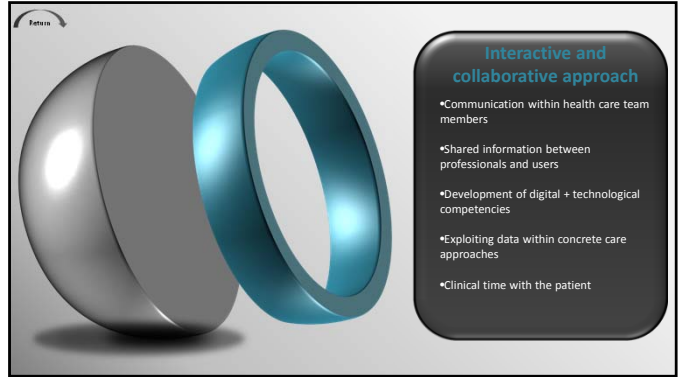 Return
Interactive and
collaborative approach
•Communication within health care team
members
•Shared information between
professionals and users
•Development of digital + technological
competencies
•Exploiting data within concrete care
approaches
•Clinical time with the patient